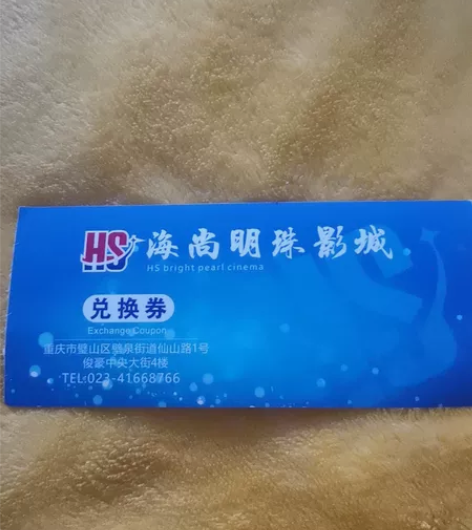 HS 海尚明珠影城
HS bright pearl cinema
兑换券
Exchange Coupon
重庆市璧山区璧泉街道仙山路1号
俊豪中央大街4楼
TEL:023-41668766